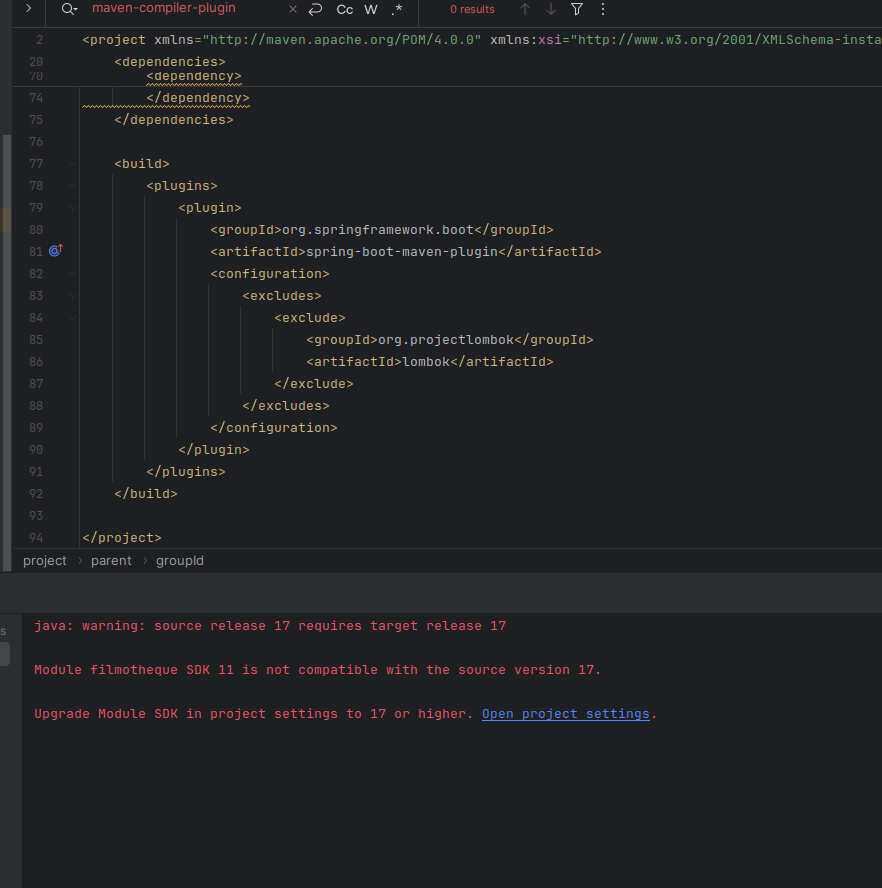 maven-compiler-plugin × Cc W .* 0 results
2 <project xmlns="http://maven.apache.org/POM/4.0.0" xmlns:xsi="http://www.w3.org/2001/XMLSchema-insta
20 <dependencies>
70 <dependency>
74 </dependency>
75 </dependencies>
76
77 <build>
78 <plugins>
79 <plugin>
80 <groupId>org.springframework.boot</groupId>
81 <artifactId>spring-boot-maven-plugin</artifactId>
82 <configuration>
83 <excludes>
84 <exclude>
85 <groupId>org.projectlombok</groupId>
86 <artifactId>lombok</artifactId>
87 </exclude>
88 </excludes>
89 </configuration>
90 </plugin>
91 </plugins>
92 </build>
93
94 </project>
project › parent › groupId
s
java: warning: source release 17 requires target release 17
Module filmotheque SDK 11 is not compatible with the source version 17.
Upgrade Module SDK in project settings to 17 or higher. Open project settings.